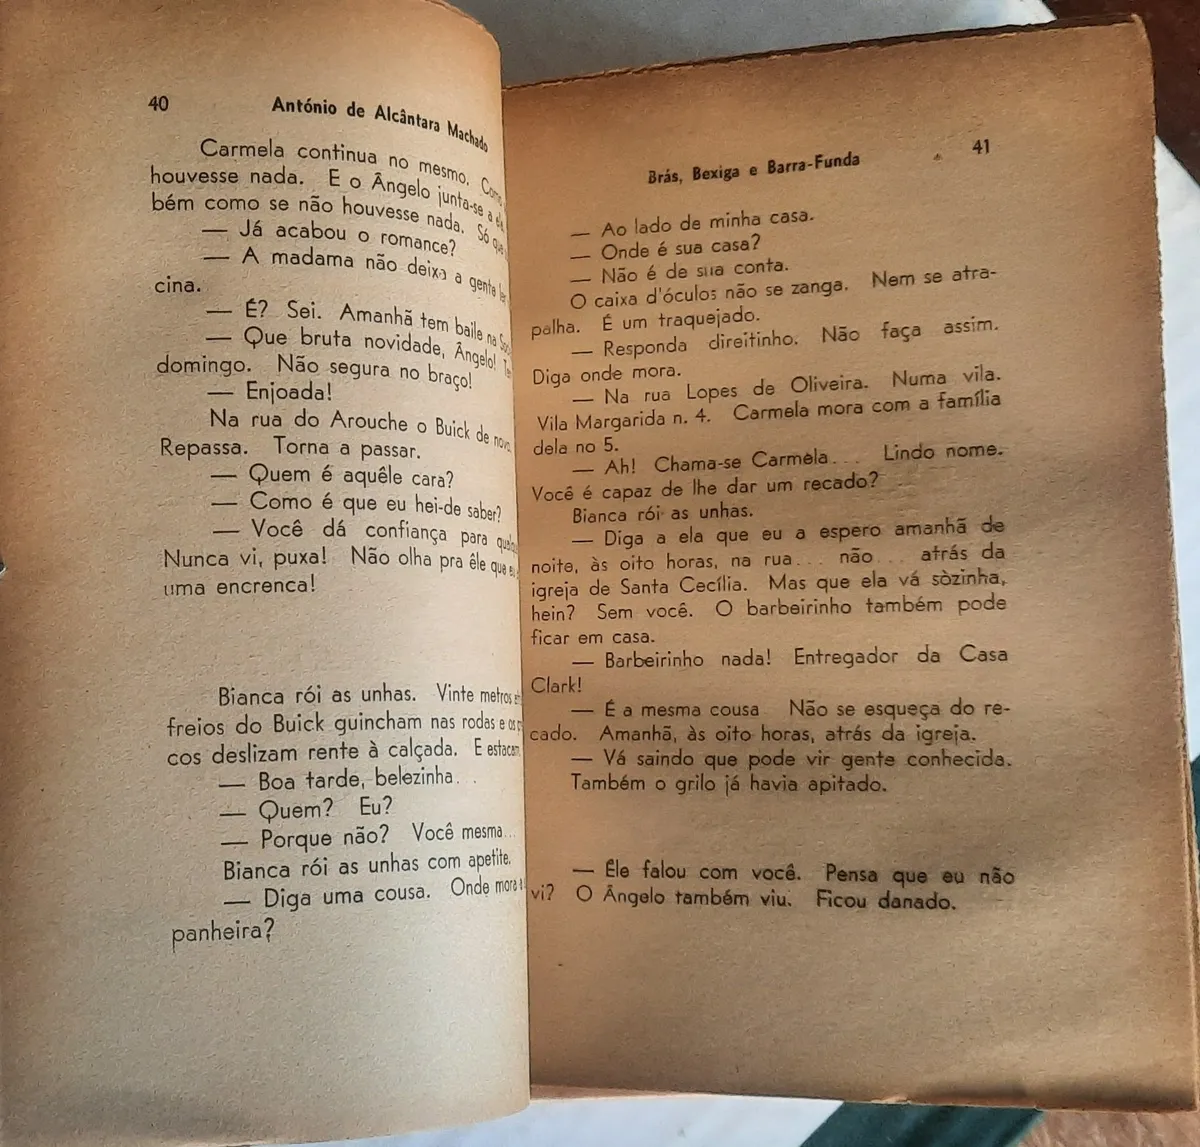 40
António de Alcântara Machado
Carmela continua no mesmo. Como
houvesse nada. E o Ângelo junta-se a ela,
bém como se não houvesse nada. Só que
— Já acabou o romance?
— A madama não deixa a gente ler
cina.
— É? Sei. Amanhã tem baile na
— Que bruta novidade, Ângelo!
domingo. Não segura no braço!
— Enjoada!
Na rua do Arouche o Buick de novo.
Repassa. Torna a passar.
— Quem é aquêle cara?
— Como é que eu hei-de saber?
— Você dá confiança para
Nunca vi, puxa! Não olha pra êle que eu
uma encrenca!
Bianca rói as unhas. Vinte metros
freios do Buick guincham nas rodas e os
cos deslizam rente à calçada. E estacam.
— Boa tarde, belezinha...
— Quem? Eu?
— Porque não? Você mesma...
Bianca rói as unhas com apetite.
— Diga uma cousa. Onde mora a
panheira?
Brás, Bexiga e Barra-Funda
41
— Ao lado de minha casa.
— Onde é sua casa?
— Não é de sua conta.
O caixa d'óculos não se zanga. Nem se atra-
palha. É um traquejado.
— Responda direitinho. Não faça assim.
Diga onde mora.
— Na rua Lopes de Oliveira. Numa vila.
Vila Margarida n. 4. Carmela mora com a família
dela no 5.
— Ah! Chama-se Carmela... Lindo nome.
Você é capaz de lhe dar um recado?
Bianca rói as unhas.
— Diga a ela que eu a espero amanhã de
noite, às oito horas, na rua... não... atrás da
igreja de Santa Cecília. Mas que ela vá sòzinha,
hein? Sem você. O barbeirinho também pode
ficar em casa.
— Barbeirinho nada! Entregador da Casa
Clark!
— É a mesma cousa Não se esqueça do re-
cado. Amanhã, às oito horas, atrás da igreja.
— Vá saindo que pode vir gente conhecida.
Também o grilo já havia apitado.
— Êle falou com você. Pensa que eu não
vi? O Ângelo também viu. Ficou danado.